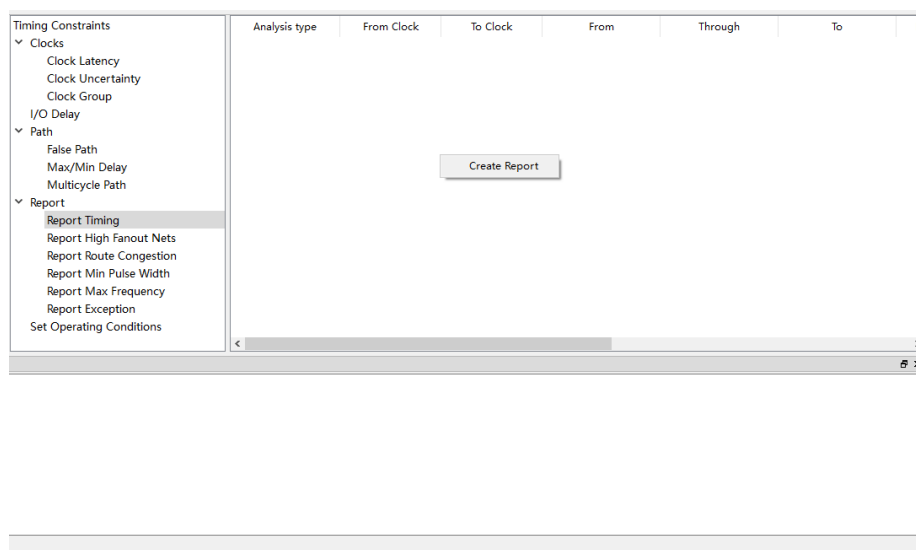 Timing Constraints
Clocks
Clock Latency
Clock Uncertainty
Clock Group
I/O Delay
Path
False Path
Max/Min Delay
Multicycle Path
Report
Report Timing
Report High Fanout Nets
Report Route Congestion
Report Min Pulse Width
Report Max Frequency
Report Exception
Set Operating Conditions
Analysis type From Clock To Clock From Through To
Create Report